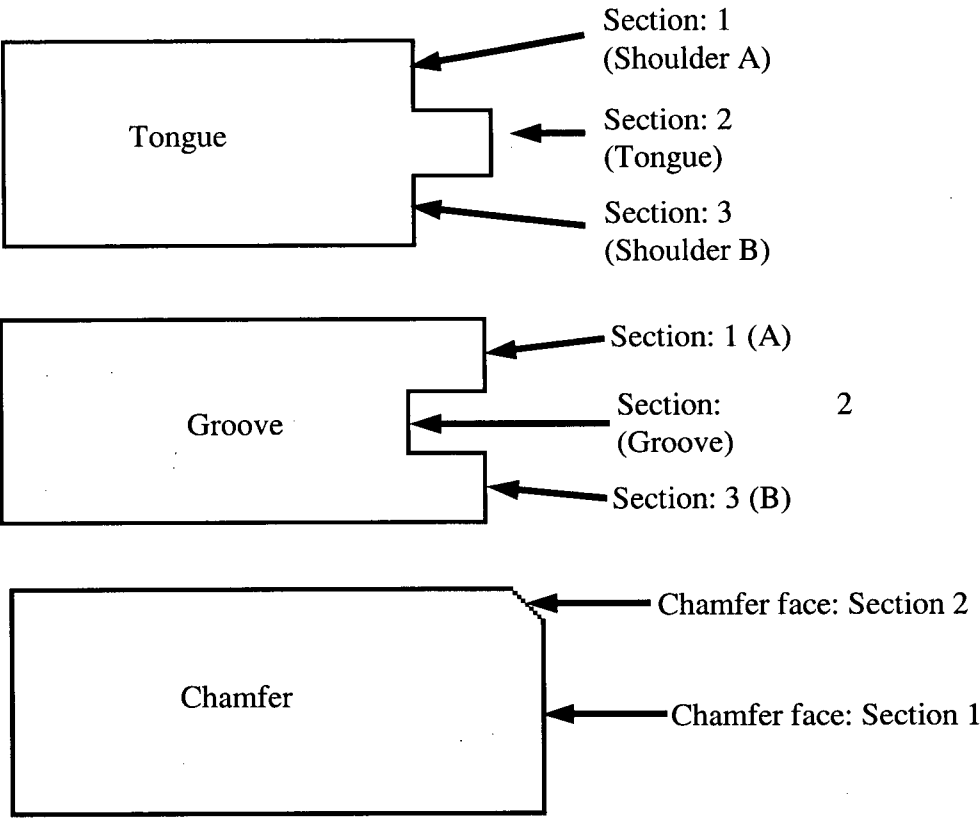 Section: 1
(Shoulder A)
Tongue
Section: 2
(Tongue)
Section: 3
(Shoulder B)
Section: 1 (A)
Section: 2
Groove
(Groove)
Section: 3 (B)
Chamfer face: Section 2
Chamfer
Chamfer face: Section 1